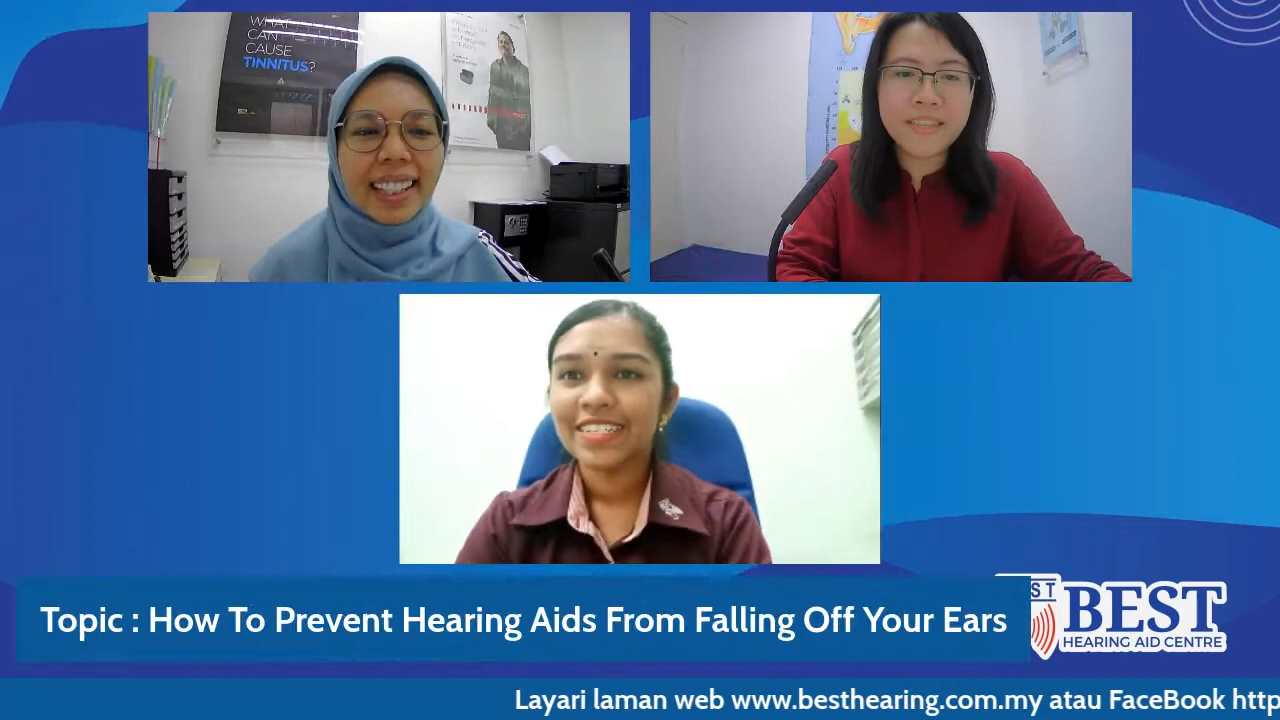 WHAT
CAN
CAUSE
TINNITUS?
Topic : How To Prevent Hearing Aids From Falling Off Your Ears
ST
BEST
HEARING AID CENTRE
Layari laman web www.besthearing.com.my atau FaceBook http